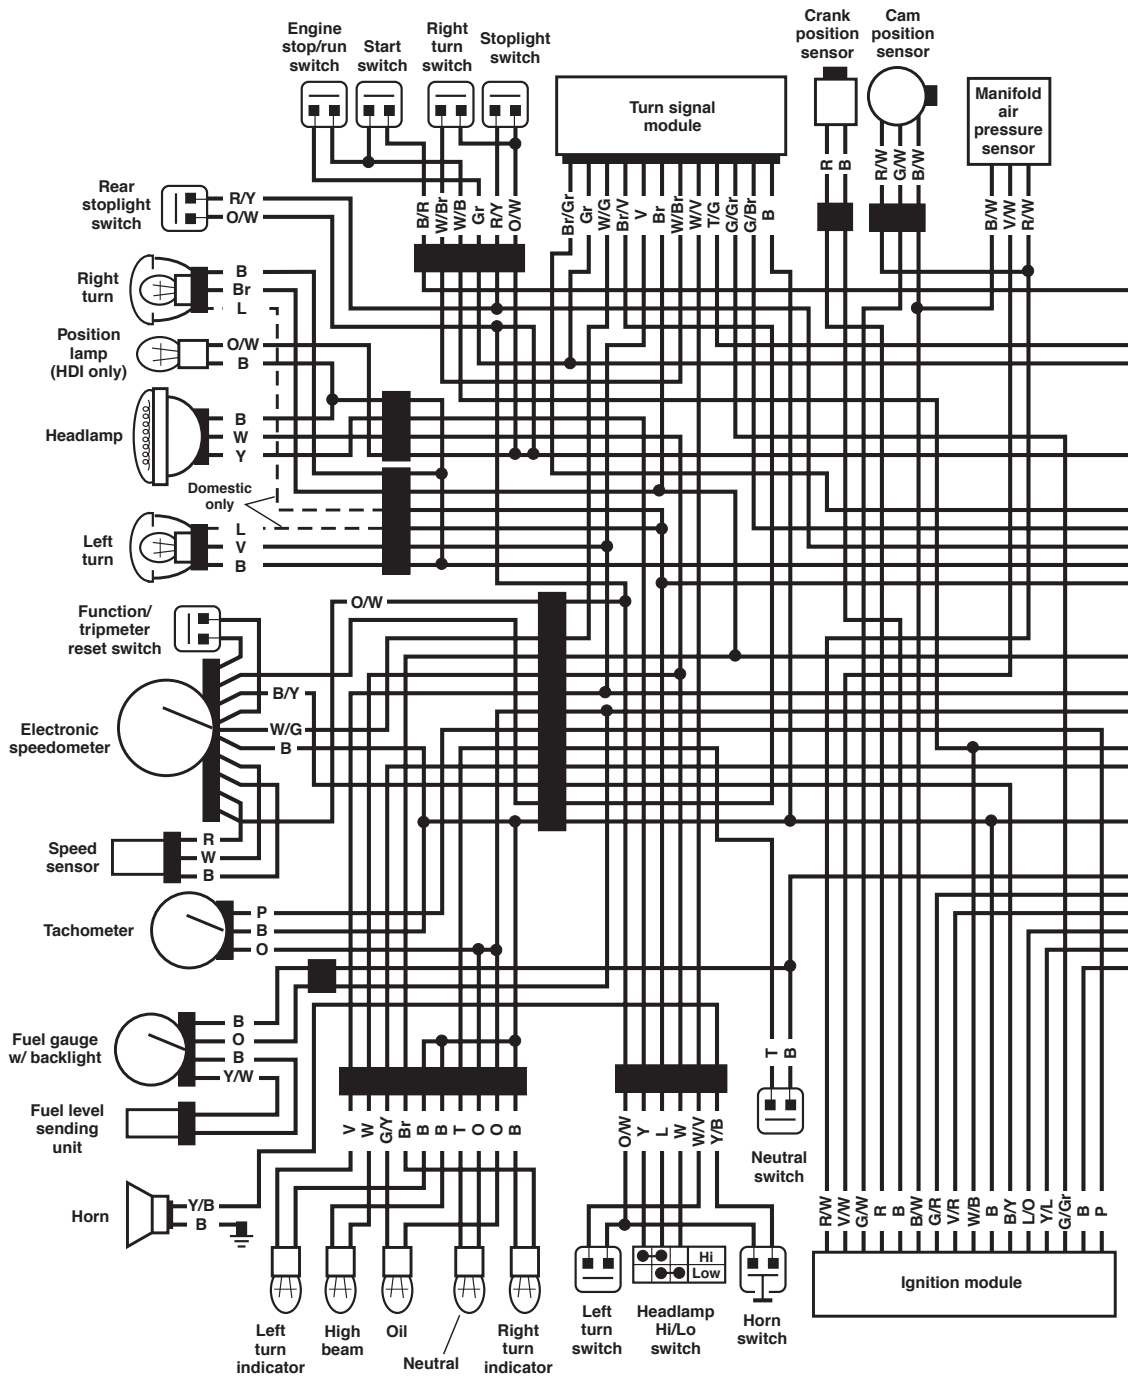 Engine
stop/run
switch
Start
switch
Right
turn
switch
Stoplight
switch
Turn signal
module
Crank
position
sensor
Cam
position
sensor
Manifold
air
pressure
sensor
R
B
R/W
G/W
B/W
B/W
V/W
R/W
Rear
stoplight
switch
R/Y
O/W
B/R
W/Br
W/B
Gr
R/Y
O/W
Br/Gr
Gr
W/G
Br/V
V
Br
W/Br
W/V
T/G
G/Gr
G/Br
B
Right
turn
B
Br
L
Position
lamp
(HDI only)
O/W
B
Headlamp
B
W
Y
Domestic
only
Left
turn
L
V
B
Function/
tripmeter
reset switch
O/W
Electronic
speedometer
B/Y
W/G
B
Speed
sensor
R
W
B
Tachometer
P
B
O
Fuel gauge
w/ backlight
B
O
B
Y/W
Fuel level
sending
unit
V
W
G/Y
Br
B
B
T
O
O
B
O/W
Y
L
W
W/V
Y/B
T
B
Neutral
switch
Horn
Y/B
B
R/W
V/W
G/W
R
B
B/W
G/R
V/R
W/B
B
B/Y
L/O
Y/L
G/Gr
B
P
Ignition module
Hi
Low
Left
turn
indicator
High
beam
Oil
Neutral
Right
turn
indicator
Left
turn
switch
Headlamp
Hi/Lo
switch
Horn
switch